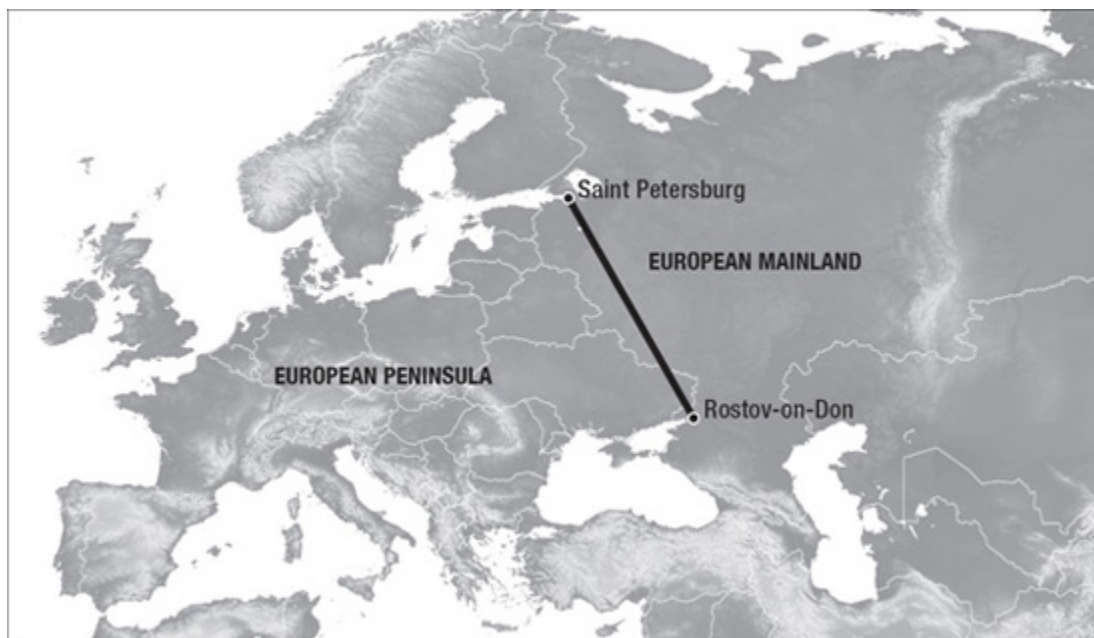 Saint Petersburg
EUROPEAN MAINLAND
EUROPEAN PENINSULA
Rostov-on-Don